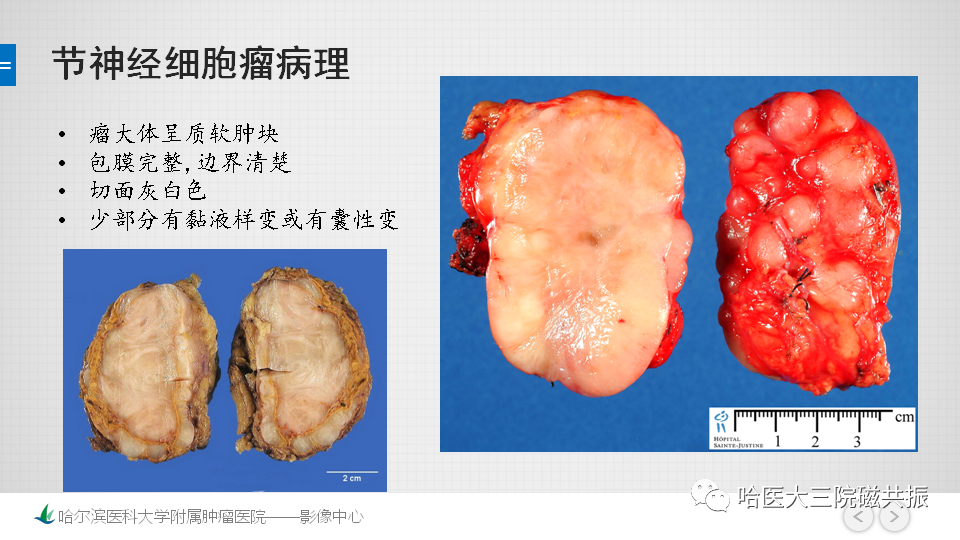 节神经细胞瘤病理
• 瘤大体呈质软肿块
• 包膜完整,边界清楚
• 切面灰白色
• 少部分有黏液样变或有囊性变
2 cm
cm
1 2 3
HÔPITAL
SAINTE-JUSTINE
哈尔滨医科大学附属肿瘤医院——影像中心
哈医大三院磁共振